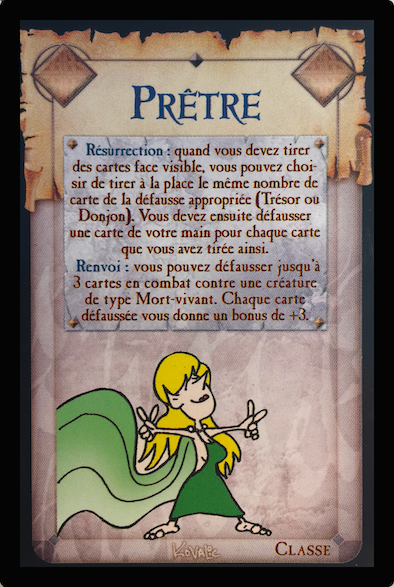 PRÊTRE
Résurrection : quand vous devez tirer
des cartes face visible, vous pouvez choi-
sir de tirer à la place le même nombre de
carte de la défausse appropriée (Trésor ou
Donjon). Vous devez ensuite défausser
une carte de votre main pour chaque carte
que vous avez tirée ainsi.
Renvoi : vous pouvez défausser jusqu'à
3 cartes en combat contre une créature
de type Mort-vivant. Chaque carte
défaussée vous donne un bonus de +3.
KOVALIC
CLASSE